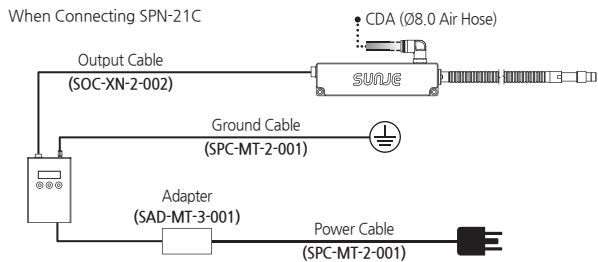 When Connecting SPN-21C
CDA (Ø8.0 Air Hose)
Output Cable
(SOC-XN-2-002)
SUNJE
Ground Cable
(SPC-MT-2-001)
Adapter
(SAD-MT-3-001)
Power Cable
(SPC-MT-2-001)